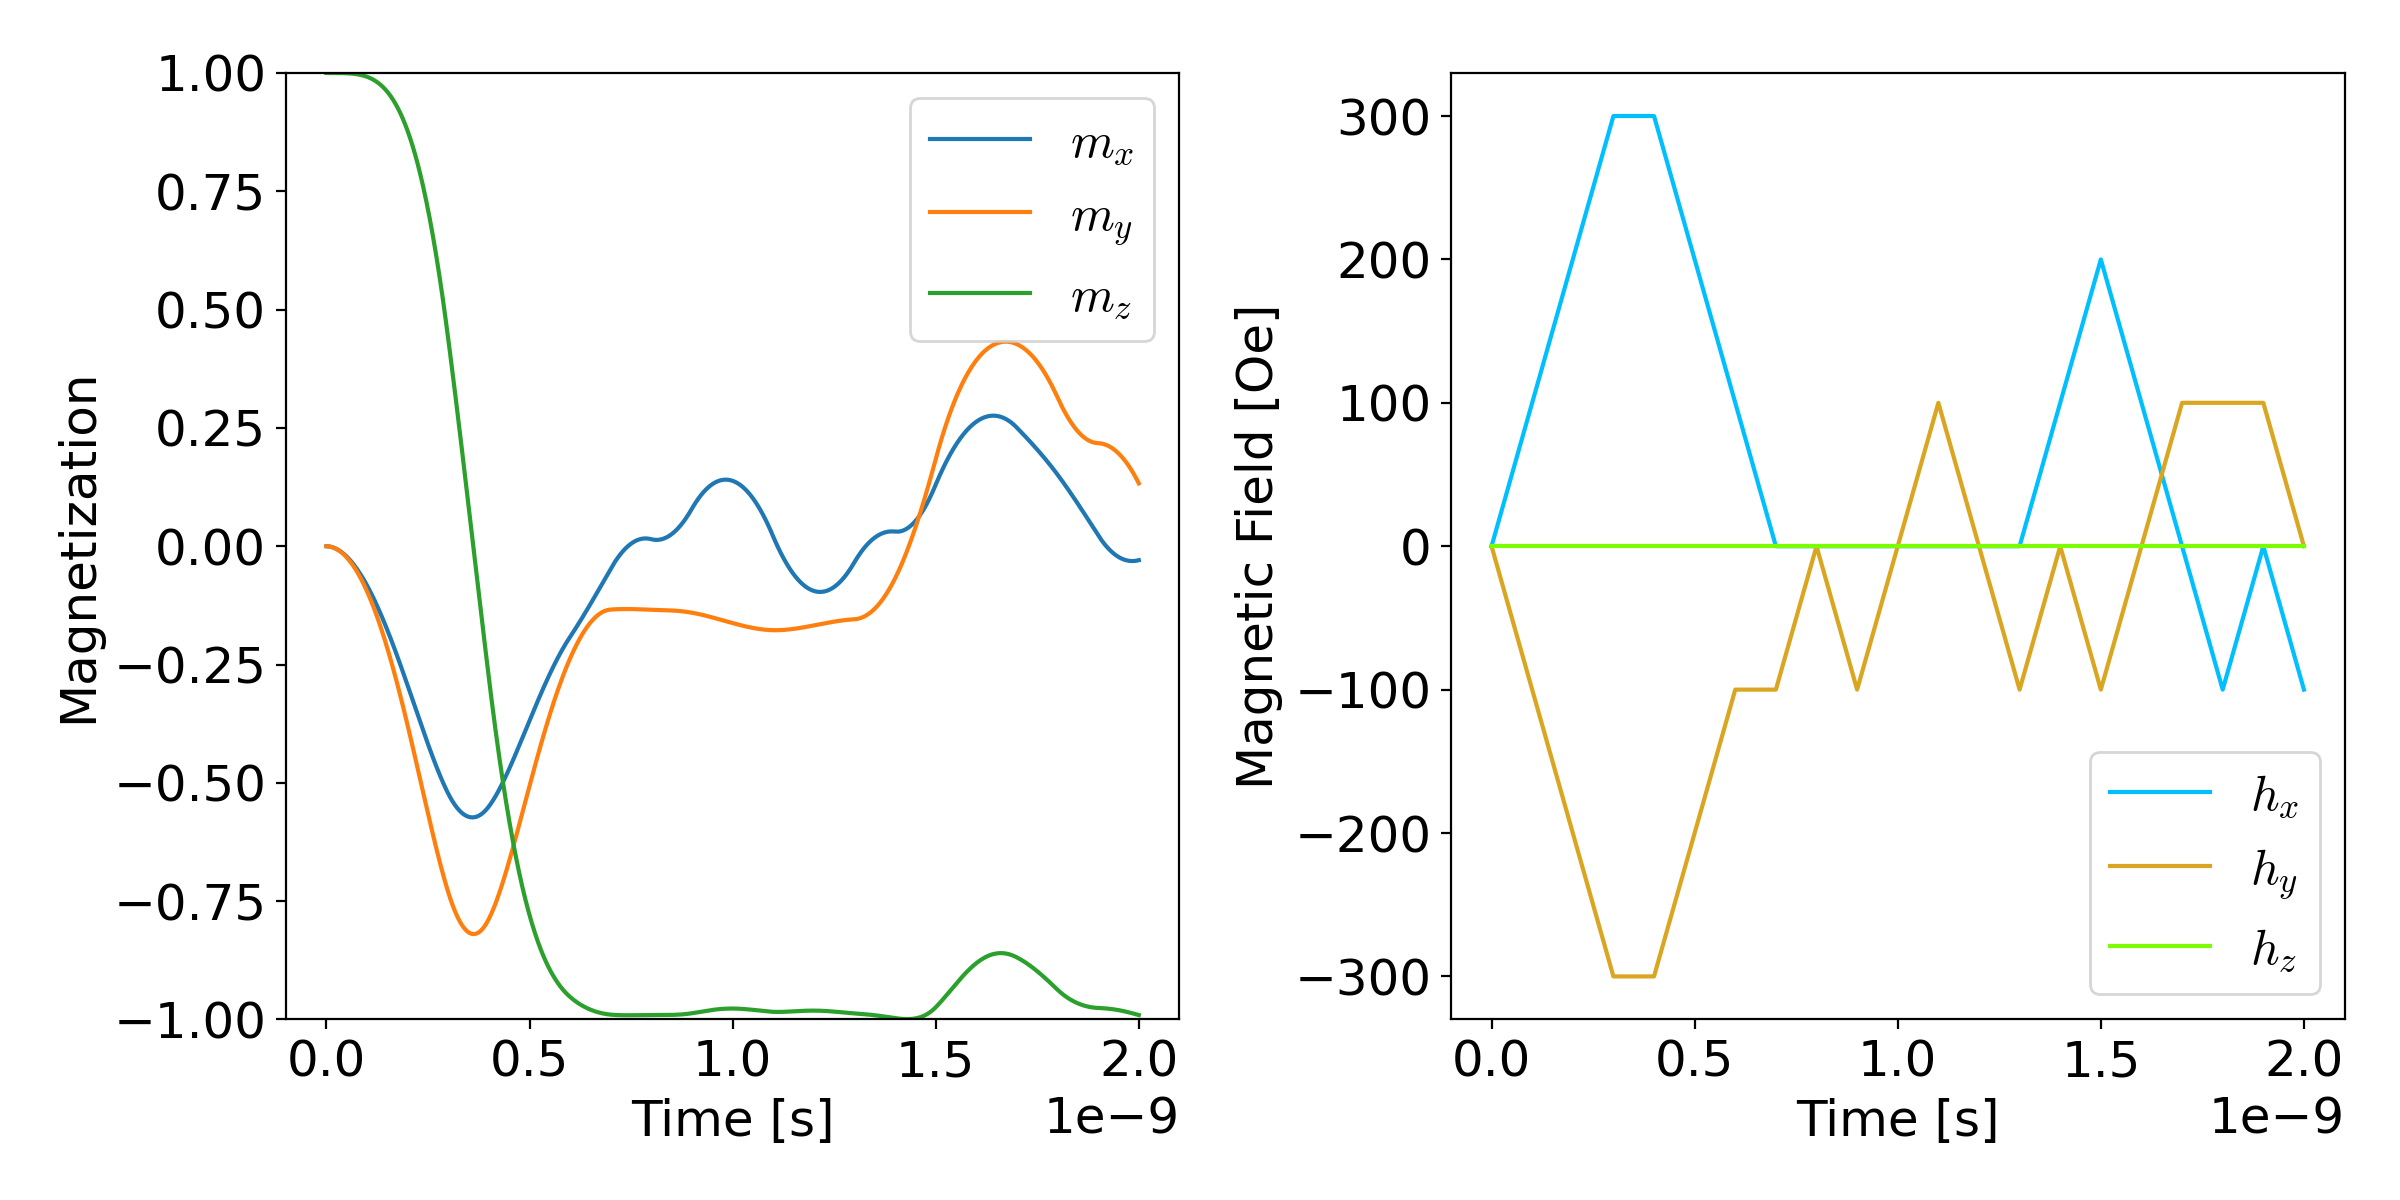 Magnetization
1.00
0.75
0.50
0.25
0.00
−0.25
−0.50
−0.75
−1.00
0.0 0.5 1.0 1.5 2.0
Time [s]
1e−9
m_x
m_y
m_z
Magnetic Field [Oe]
300
200
100
0
−100
−200
−300
0.0 0.5 1.0 1.5 2.0
Time [s]
1e−9
h_x
h_y
h_z